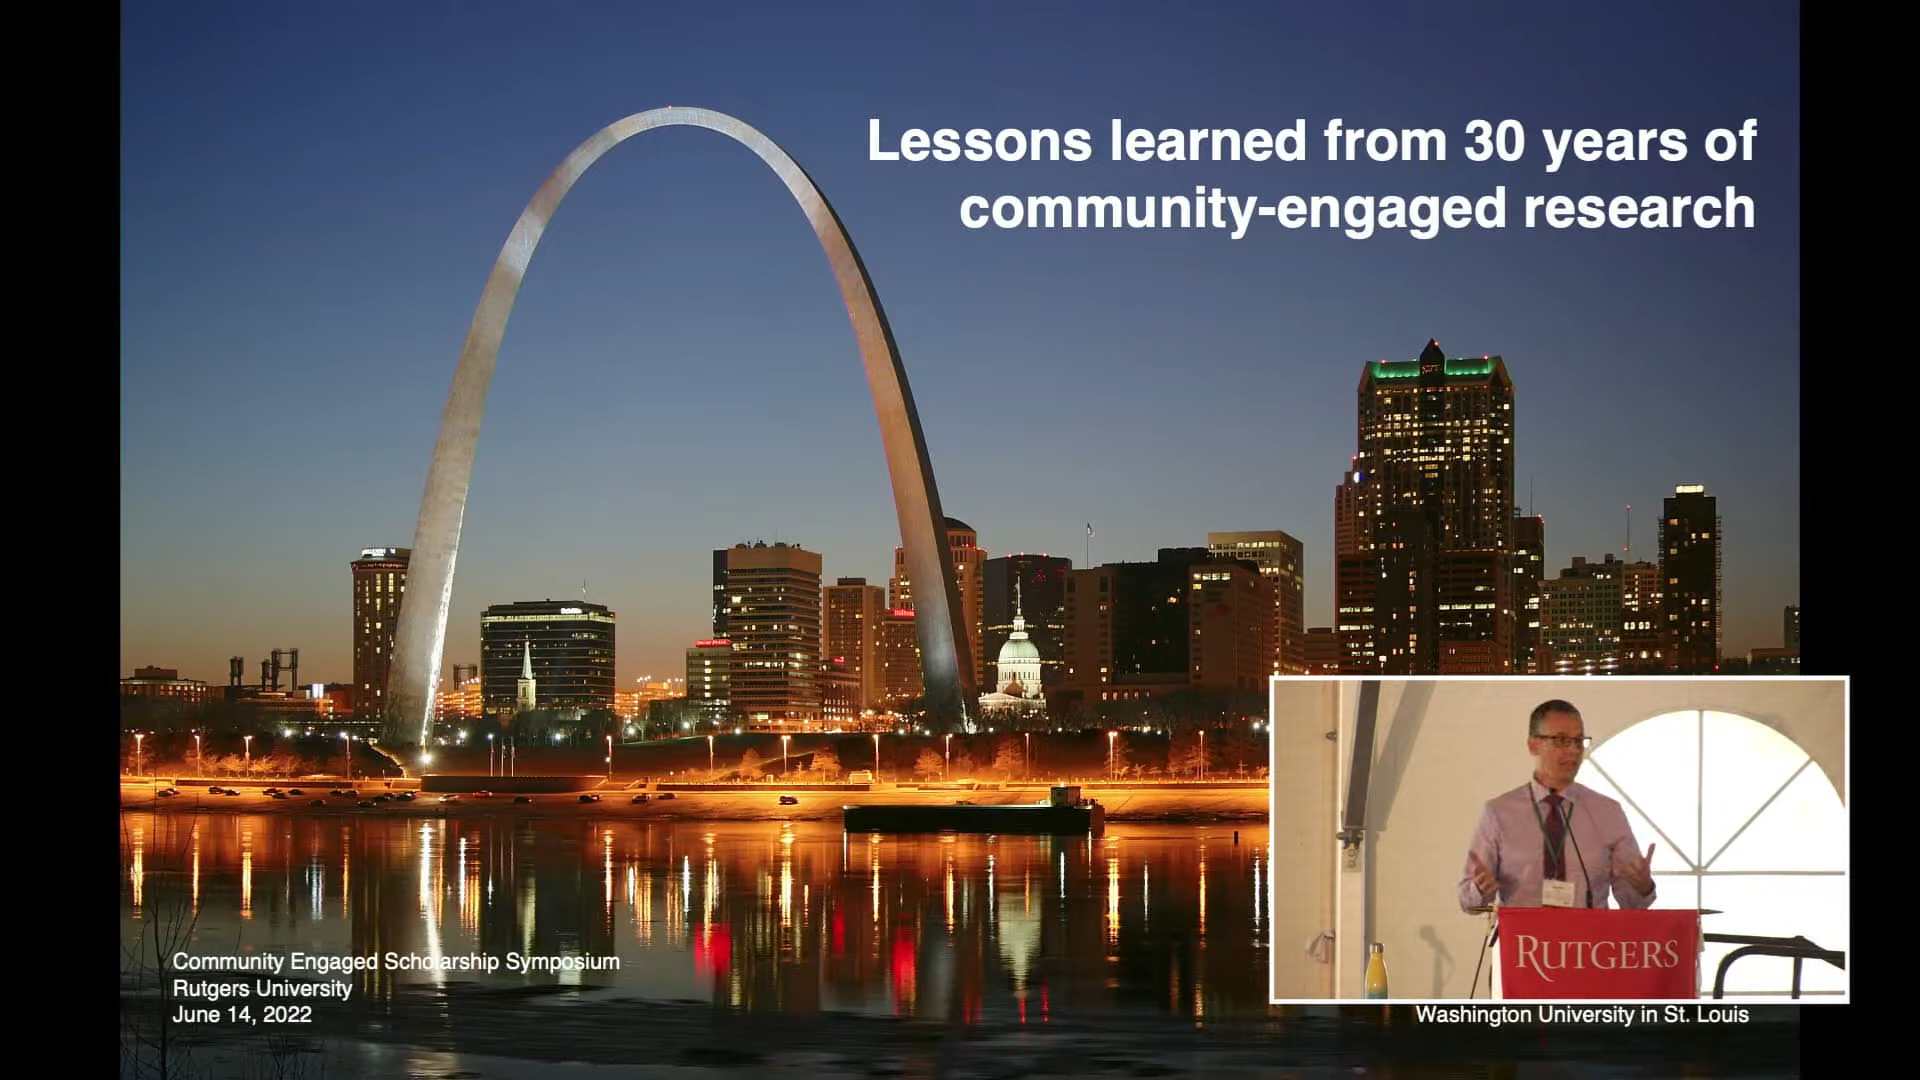 Lessons learned from 30 years of
community-engaged research
Community Engaged Scholarship Symposium
Rutgers University
June 14, 2022
RUTGERS
Washington University in St. Louis